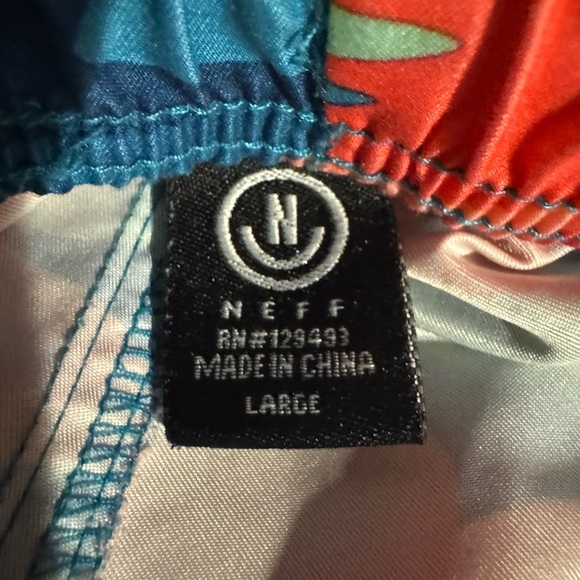 N
NEFF
RN#129493
MADE IN CHINA
LARGE